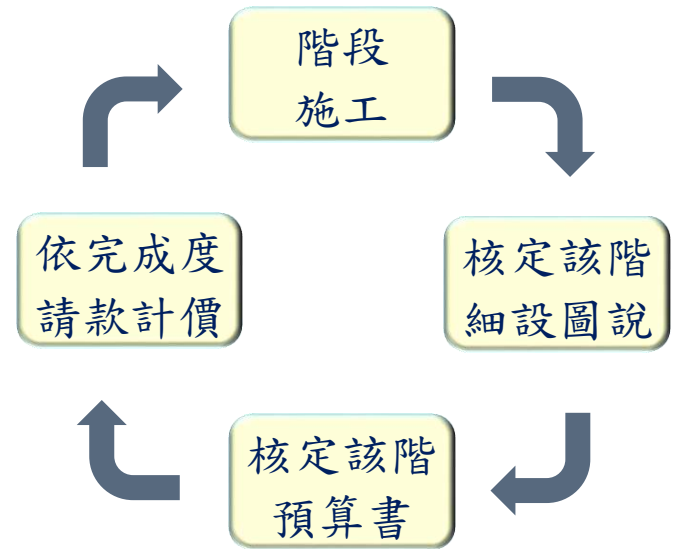 階段
施工
核定該階
細設圖說
核定該階
預算書
依完成度
請款計價